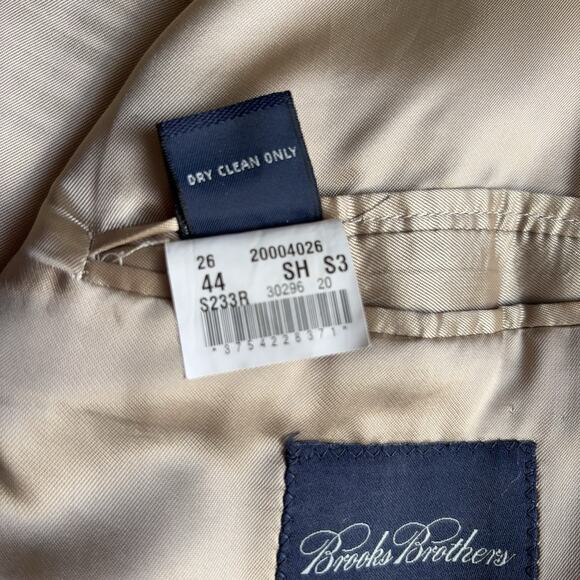 DRY CLEAN ONLY
26 20004026
44 SH S3
S233R 30296 20
*3754228371*
Brooks Brothers